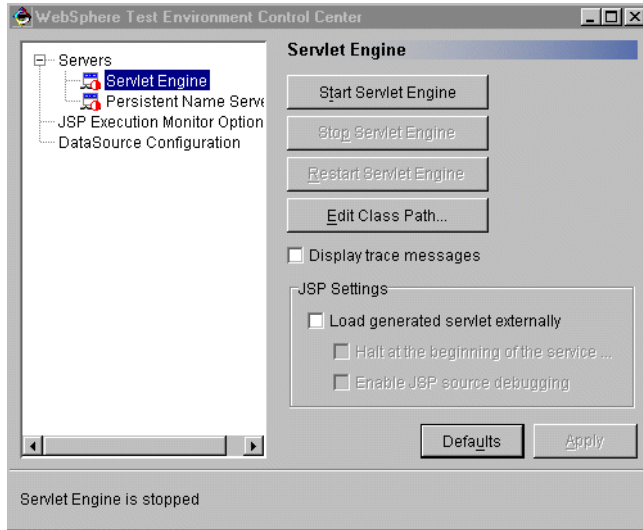 WebSphere Test Environment Control Center
Servers
Servlet Engine
Persistent Name Serve
JSP Execution Monitor Option
DataSource Configuration
Servlet Engine
Start Servlet Engine
Stop Servlet Engine
Restart Servlet Engine
Edit Class Path...
Display trace messages
JSP Settings
Load generated servlet externally
Halt at the beginning of the service ...
Enable JSP source debugging
Defaults
Apply
Servlet Engine is stopped